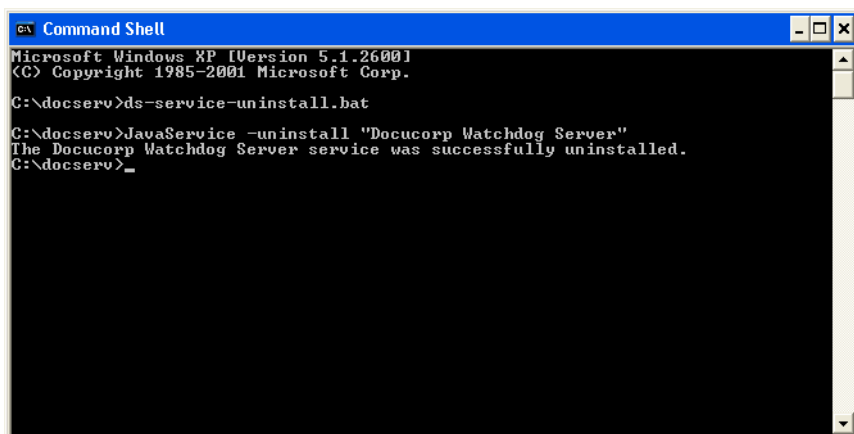 Command Shell
Microsoft Windows XP [Version 5.1.2600]
(C) Copyright 1985-2001 Microsoft Corp.
C:\docserv>ds-service-uninstall.bat
C:\docserv>JavaService -uninstall "Docucorp Watchdog Server"
The Docucorp Watchdog Server service was successfully uninstalled.
C:\docserv>_